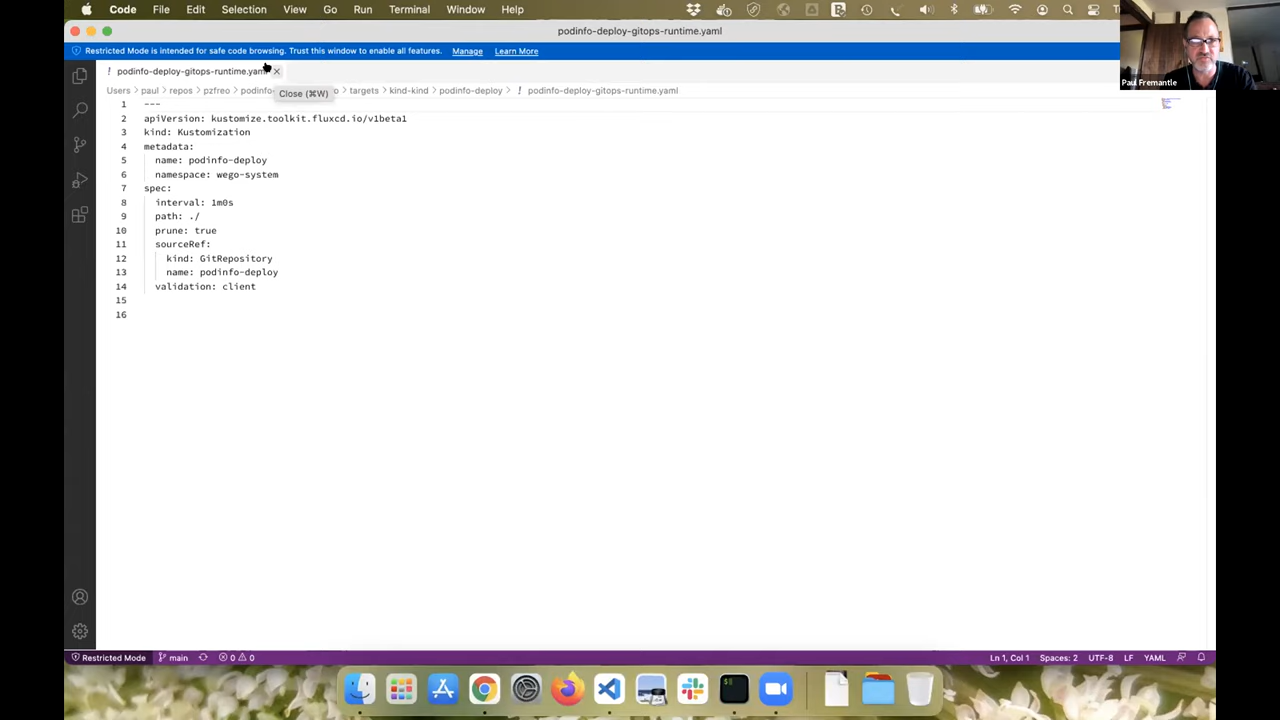 Code File Edit Selection View Go Run Terminal Window Help
podinfo-deploy-gitops-runtime.yaml
Restricted Mode is intended for safe code browsing. Trust this window to enable all features. Manage Learn More
Paul Fremantle
! podinfo-deploy-gitops-runtime.yaml
Users > paul > repos > pzfreo > targets > kind-kind > podinfo-deploy > ! podinfo-deploy-gitops-runtime.yaml
Close (⌘W)
1 ---
2 apiVersion: kustomize.toolkit.fluxcd.io/v1beta1
3 kind: Kustomization
4 metadata:
5 name: podinfo-deploy
6 namespace: wego-system
7 spec:
8 interval: 1m0s
9 path: ./
10 prune: true
11 sourceRef:
12 kind: GitRepository
13 name: podinfo-deploy
14 validation: client
15
16
Restricted Mode main 0 0 Ln 1, Col 1 Spaces: 2 UTF-8 LF YAML